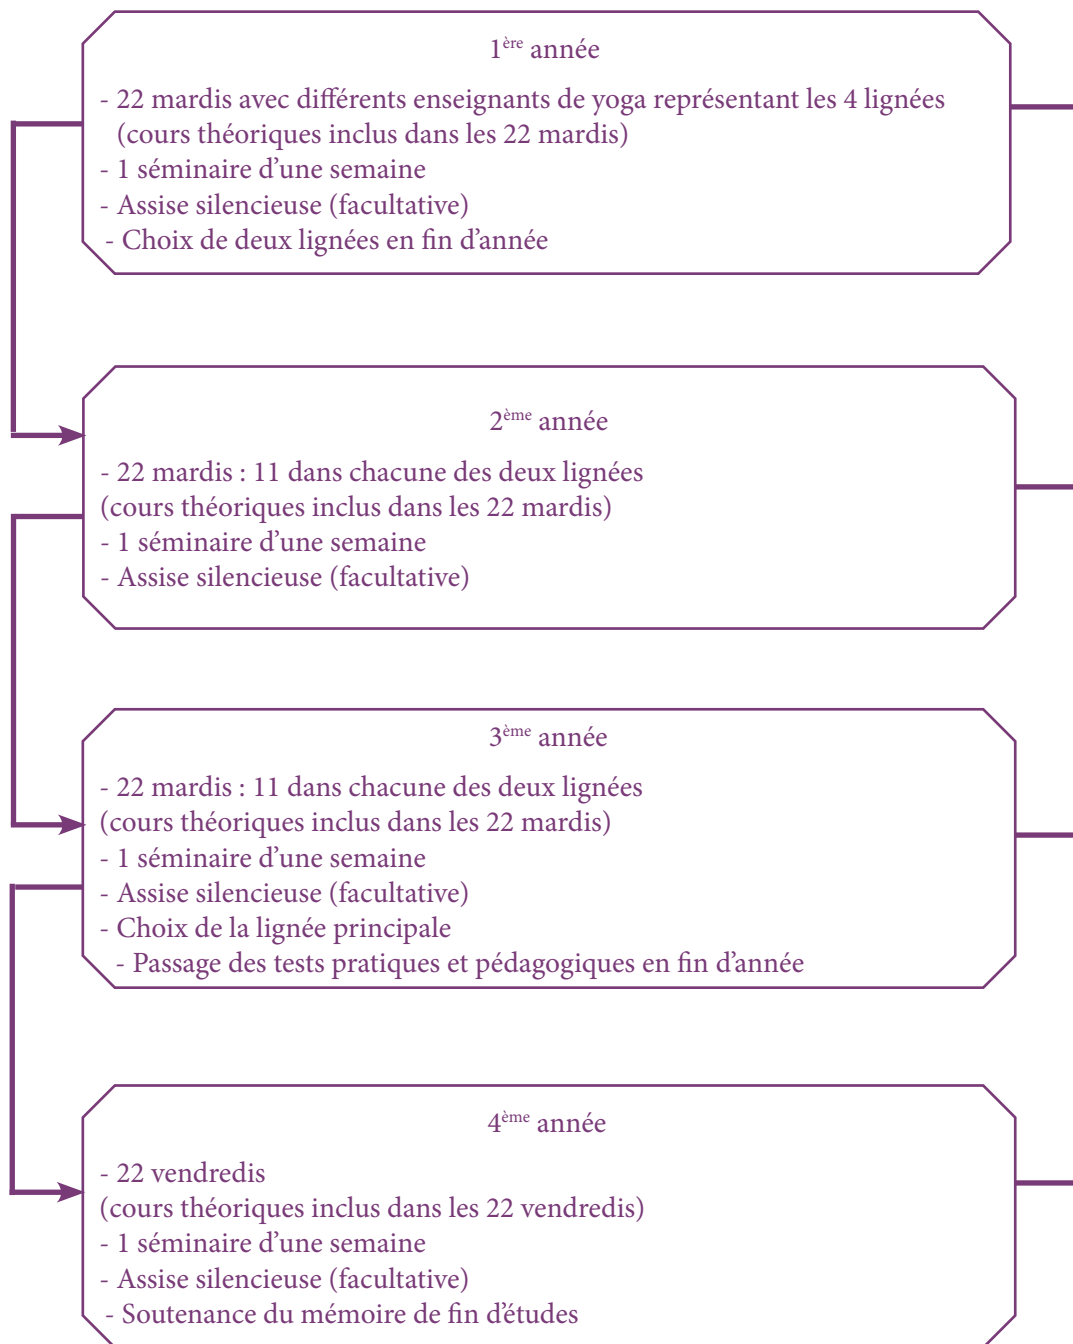 1ère année
- 22 mardis avec différents enseignants de yoga représentant les 4 lignées
(cours théoriques inclus dans les 22 mardis)
- 1 séminaire d’une semaine
- Assise silencieuse (facultative)
- Choix de deux lignées en fin d’année
2ème année
- 22 mardis : 11 dans chacune des deux lignées
(cours théoriques inclus dans les 22 mardis)
- 1 séminaire d’une semaine
- Assise silencieuse (facultative)
3ème année
- 22 mardis : 11 dans chacune des deux lignées
(cours théoriques inclus dans les 22 mardis)
- 1 séminaire d’une semaine
- Assise silencieuse (facultative)
- Choix de la lignée principale
- Passage des tests pratiques et pédagogiques en fin d’année
4ème année
- 22 vendredis
(cours théoriques inclus dans les 22 vendredis)
- 1 séminaire d’une semaine
- Assise silencieuse (facultative)
- Soutenance du mémoire de fin d’études